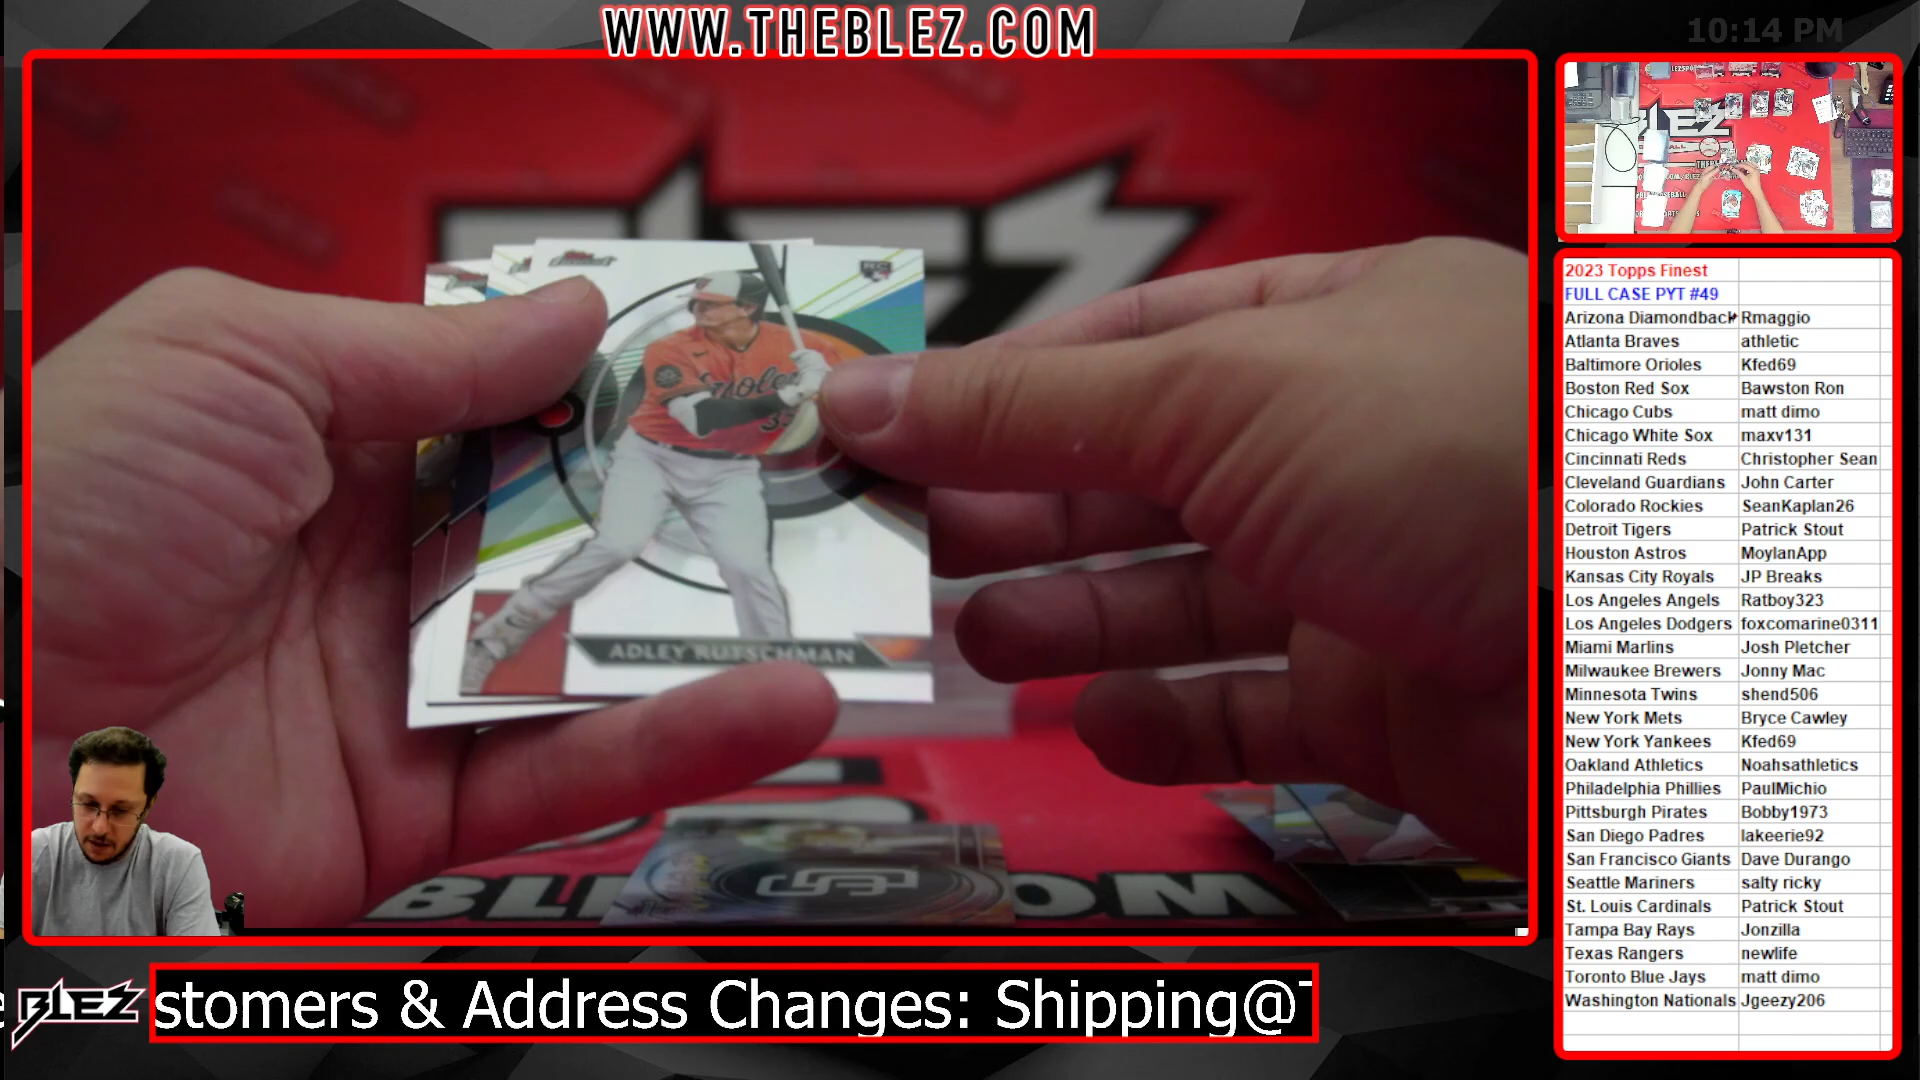 WWW.THEBLEZ.COM
10:14 PM
BLEZ
RC
ADLEY RUTSCHMAN
BLEZ
stomers & Address Changes: Shipping@T
2023 Topps Finest
FULL CASE PYT #49
Arizona Diamondback Rmaggio
Atlanta Braves athletic
Baltimore Orioles Kfed69
Boston Red Sox Bawston Ron
Chicago Cubs matt dimo
Chicago White Sox maxv131
Cincinnati Reds Christopher Sean
Cleveland Guardians John Carter
Colorado Rockies SeanKaplan26
Detroit Tigers Patrick Stout
Houston Astros MoylanApp
Kansas City Royals JP Breaks
Los Angeles Angels Ratboy323
Los Angeles Dodgers foxcomarine0311
Miami Marlins Josh Pletcher
Milwaukee Brewers Jonny Mac
Minnesota Twins shend506
New York Mets Bryce Cawley
New York Yankees Kfed69
Oakland Athletics Noahsathletics
Philadelphia Phillies PaulMichio
Pittsburgh Pirates Bobby1973
San Diego Padres lakeerie92
San Francisco Giants Dave Durango
Seattle Mariners salty ricky
St. Louis Cardinals Patrick Stout
Tampa Bay Rays Jonzilla
Texas Rangers newlife
Toronto Blue Jays matt dimo
Washington Nationals Jgeezy206